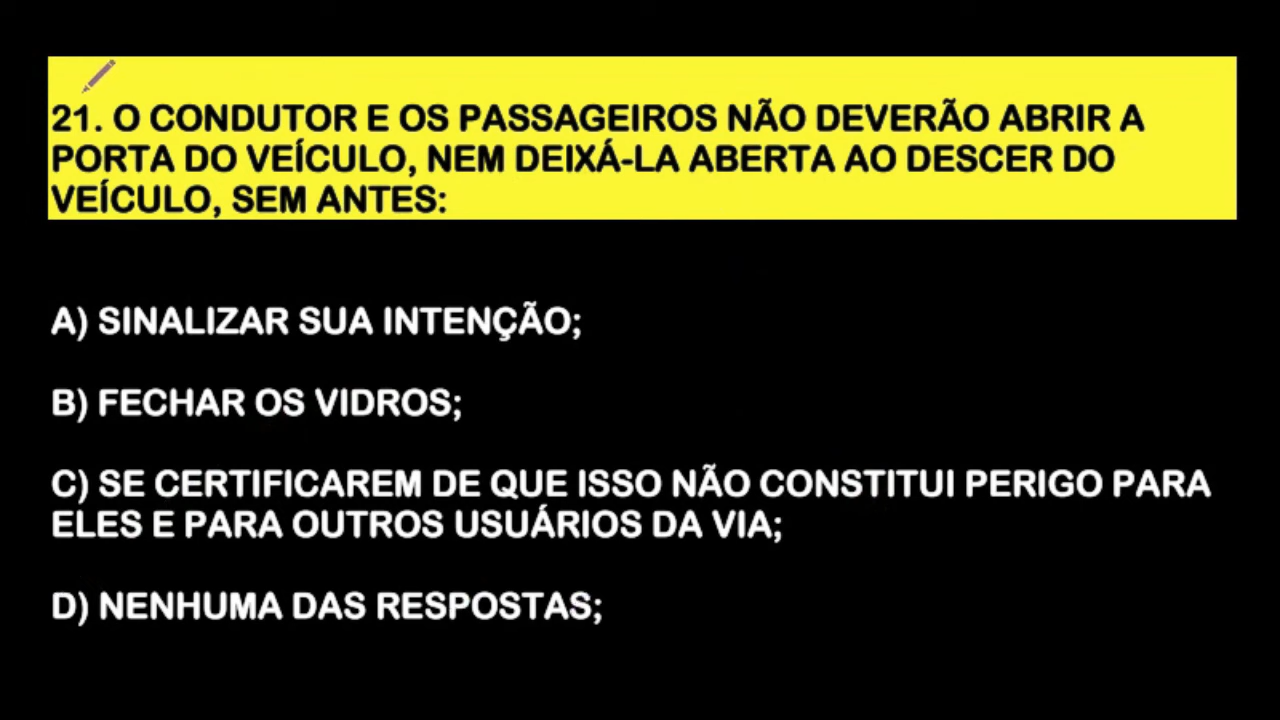 21. O CONDUTOR E OS PASSAGEIROS NÃO DEVERÃO ABRIR A
PORTA DO VEÍCULO, NEM DEIXÁ-LA ABERTA AO DESCER DO
VEÍCULO, SEM ANTES:
A) SINALIZAR SUA INTENÇÃO;
B) FECHAR OS VIDROS;
C) SE CERTIFICAREM DE QUE ISSO NÃO CONSTITUI PERIGO PARA
ELES E PARA OUTROS USUÁRIOS DA VIA;
D) NENHUMA DAS RESPOSTAS;